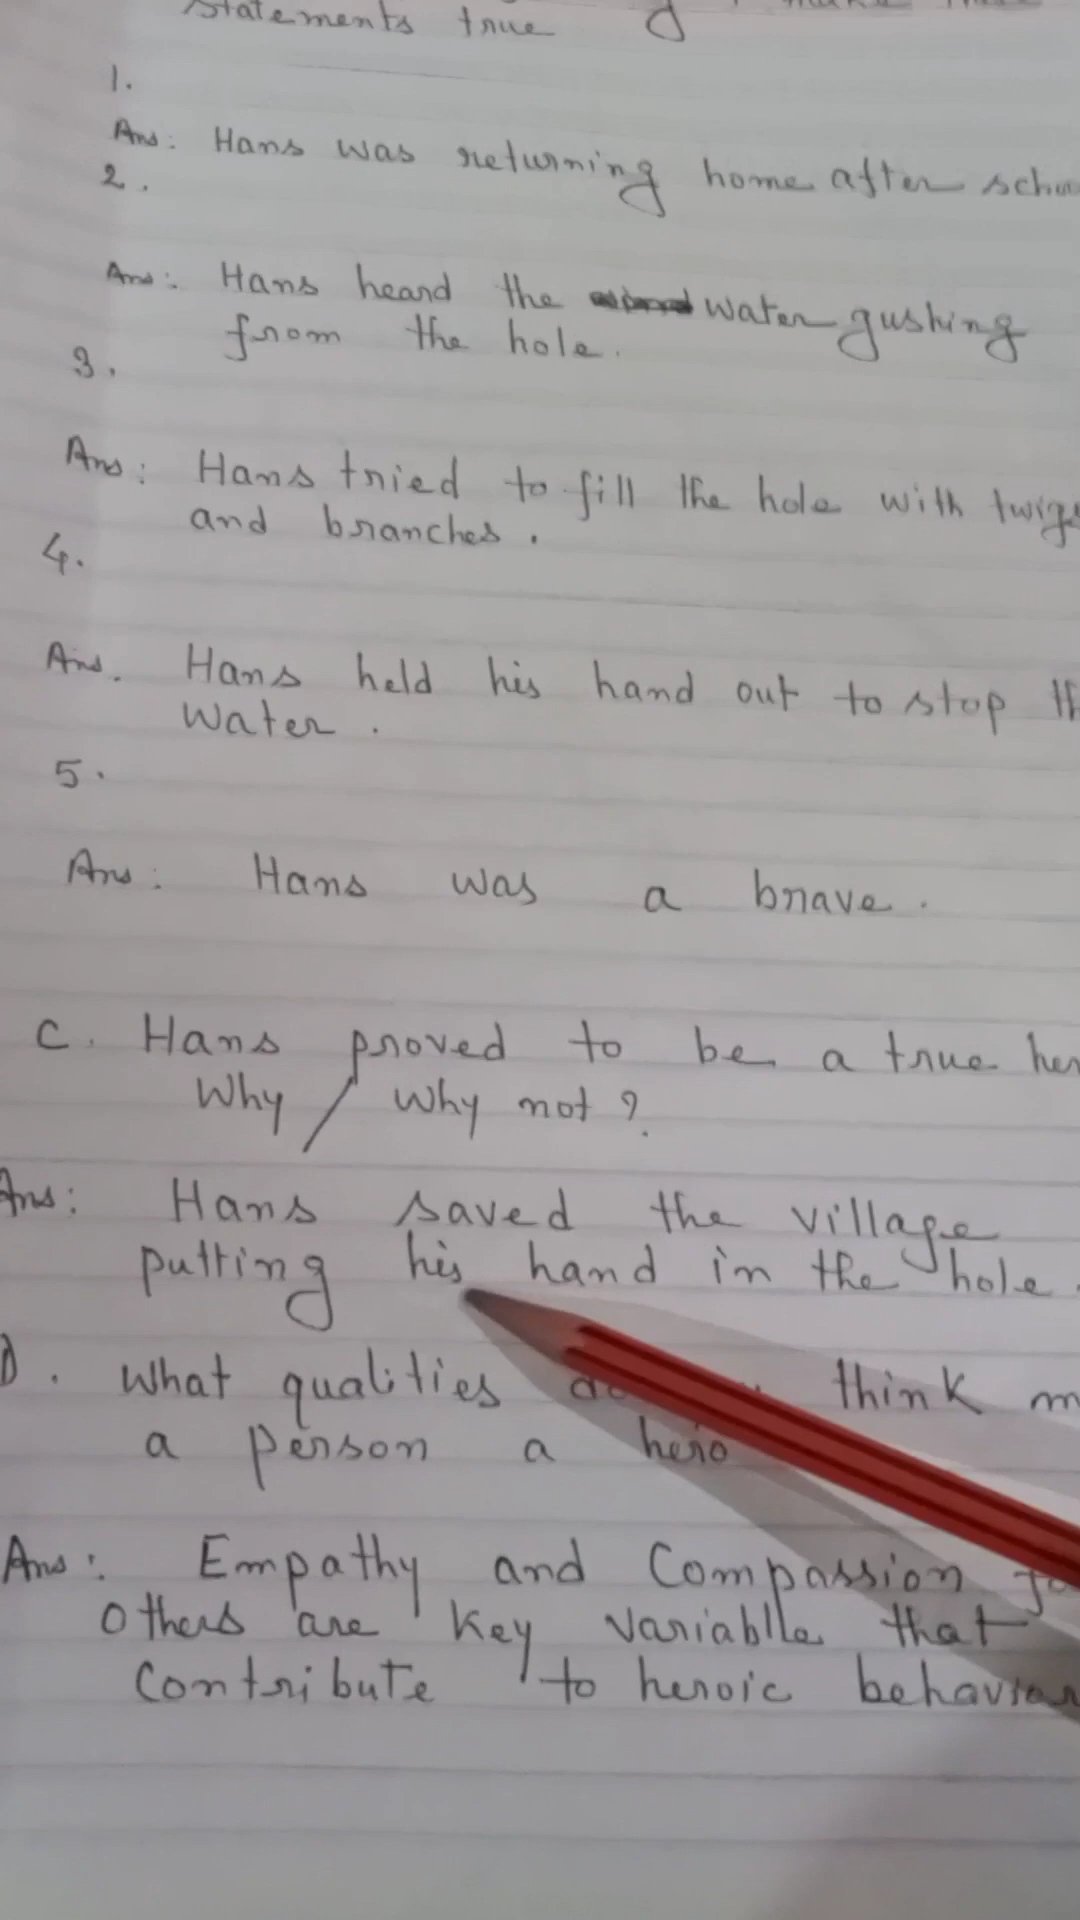 statements true
1.
Ans: Hans was returning home after
2.
Ans: Hans heard the water gushing
from the hole.
3.
Ans: Hans tried to fill the hole with
and branches.
4.
Ans. Hans held his hand out to stop
water.
5.
Ans: Hans was a brave.
C. Hans proved to be a true
Why / Why not?
Ans: Hans saved the village
putting his hand in the hole.
D. What qualities think
a person a hero
Ans: Empathy and Compassion
others are key variablle that
contribute to heroic